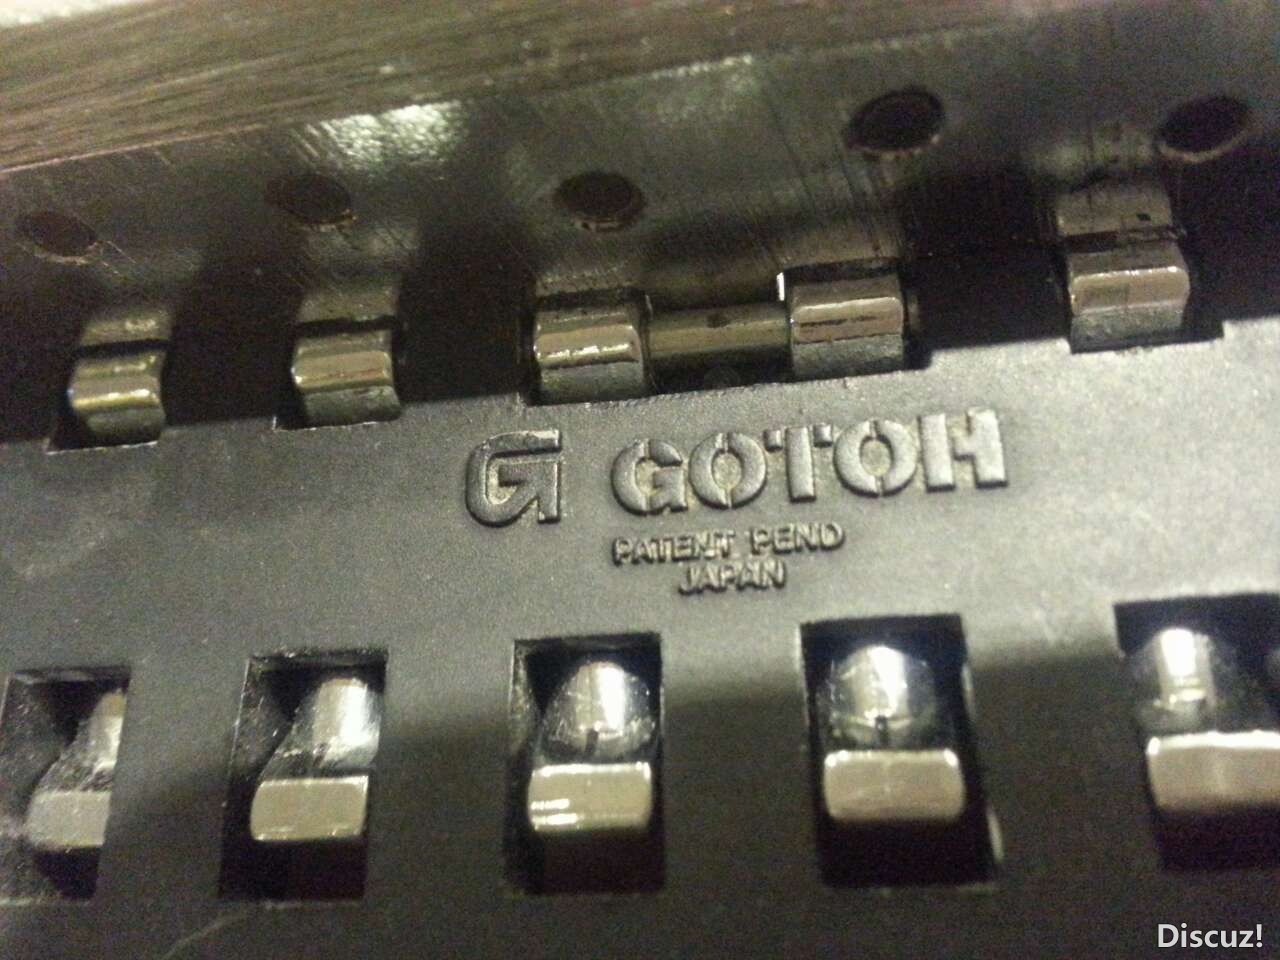 G GOTOH
PATENT PEND
JAPAN
Discuz!